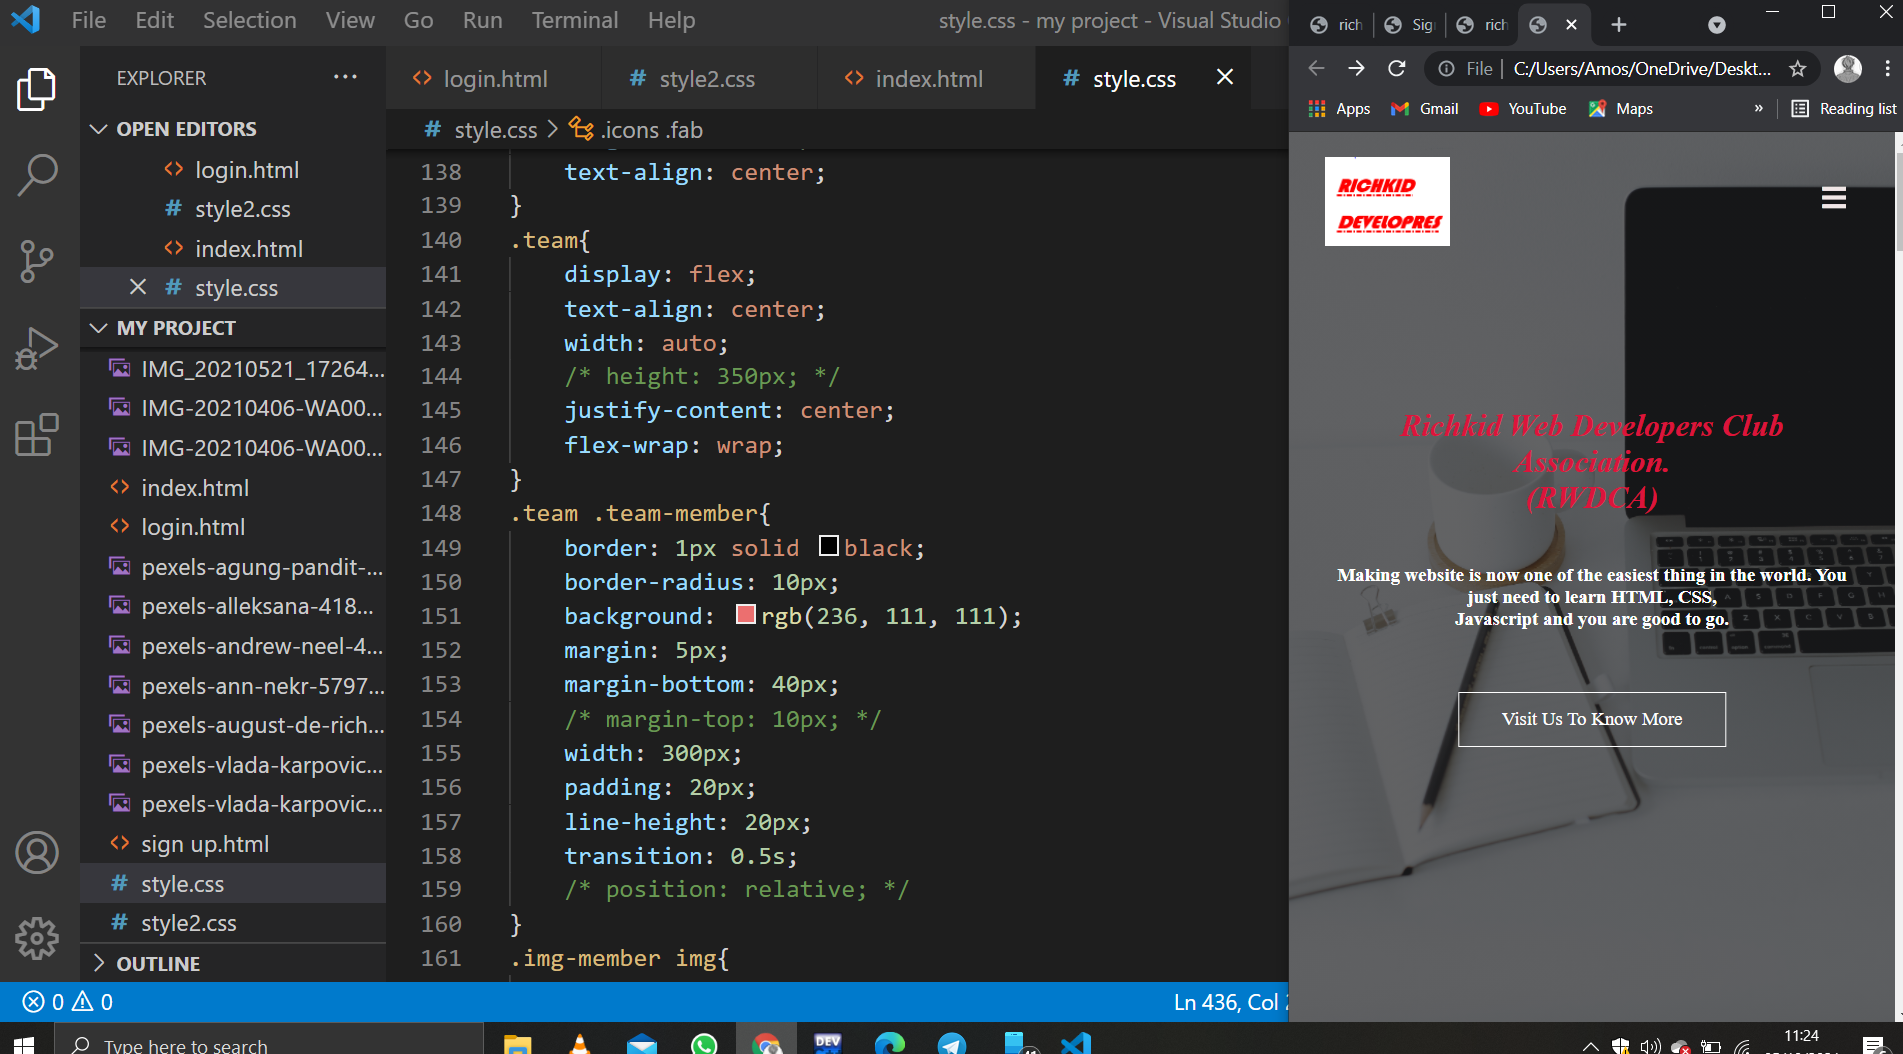 File Edit Selection View Go Run Terminal Help
style.css - my project - Visual Studio
EXPLORER ...
OPEN EDITORS
login.html
style2.css
index.html
style.css
MY PROJECT
IMG_20210521_17264...
IMG-20210406-WA00...
IMG-20210406-WA00...
index.html
login.html
pexels-agung-pandit-...
pexels-alleksana-418...
pexels-andrew-neel-4...
pexels-ann-nekr-5797...
pexels-august-de-rich...
pexels-vlada-karpovic...
pexels-vlada-karpovic...
sign up.html
style.css
style2.css
OUTLINE
login.html
style2.css
index.html
style.css
style.css > .icons .fab
138 text-align: center;
139 }
140 .team{
141 display: flex;
142 text-align: center;
143 width: auto;
144 /* height: 350px; */
145 justify-content: center;
146 flex-wrap: wrap;
147 }
148 .team .team-member{
149 border: 1px solid black;
150 border-radius: 10px;
151 background: rgb(236, 111, 111);
152 margin: 5px;
153 margin-bottom: 40px;
154 /* margin-top: 10px; */
155 width: 300px;
156 padding: 20px;
157 line-height: 20px;
158 transition: 0.5s;
159 /* position: relative; */
160 }
161 .img-member img{
0 0
Ln 436, Col
rich Sig rich
File | C:/Users/Amos/OneDrive/Deskt...
Apps Gmail YouTube Maps » Reading list
RICHKID
DEVELOPRES
Richkid Web Developers Club
Association.
(RWDCA)
Making website is now one of the easiest thing in the world. You
just need to learn HTML, CSS,
Javascript and you are good to go.
Visit Us To Know More
Type here to search
DEV
11:24